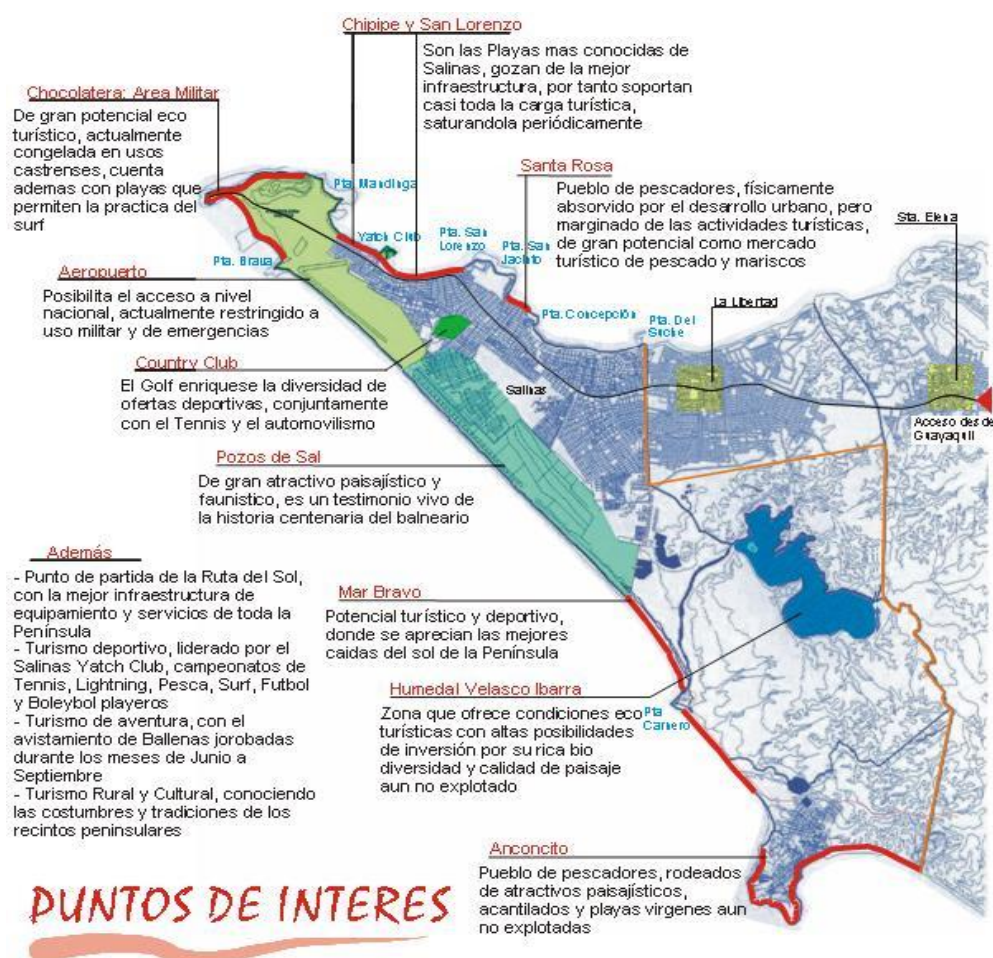 Chipipe y San Lorenzo
Son las Playas mas conocidas de
Salinas, gozan de la mejor
infraestructura, por tanto soportan
casi toda la carga turística,
saturandola periódicamente
Chocolatera: Area Militar
De gran potencial eco
turístico, actualmente
congelada en usos
castrenses, cuenta
ademas con playas que
permiten la practica del
surf
Santa Rosa
Pueblo de pescadores, físicamente
absorvido por el desarrollo urbano, pero
marginado de las actividades turísticas,
de gran potencial como mercado
turístico de pescado y mariscos
Pta. Mandinga
Yatch Club
Pta. San
Lorenzo
Pta. San
Jacinto
Pta. Brava
Sta. Elena
Aeropuerto
Posibilita el acceso a nivel
nacional, actualmente restringido a
uso militar y de emergencias
Pta. Concepción
La Libertad
Pta. Del
Suche
Country Club
El Golf enriquese la diversidad de
ofertas deportivas, conjuntamente
con el Tennis y el automovilismo
Salinas
Acceso desde
Guayaquil
Pozos de Sal
De gran atractivo paisajístico y
faunistico, es un testimonio vivo de
la historia centenaria del balneario
Además
- Punto de partida de la Ruta del Sol,
con la mejor infraestructura de
equipamiento y servicios de toda la
Península
- Turismo deportivo, liderado por el
Salinas Yatch Club, campeonatos de
Tennis, Lightning, Pesca, Surf, Futbol
y Boleybol playeros
- Turismo de aventura, con el
avistamiento de Ballenas jorobadas
durante los meses de Junio a
Septiembre
- Turismo Rural y Cultural, conociendo
las costumbres y tradiciones de los
recintos peninsulares
Mar Bravo
Potencial turístico y deportivo,
donde se aprecian las mejores
caidas del sol de la Península
Humedal Velasco Ibarra
Zona que ofrece condiciones eco
turísticas con altas posibilidades
de inversión por su rica bio
diversidad y calidad de paisaje
aun no explotado
Pta
Carnero
Anconcito
Pueblo de pescadores, rodeados
de atractivos paisajísticos,
acantilados y playas virgenes aun
no explotadas
PUNTOS DE INTERES